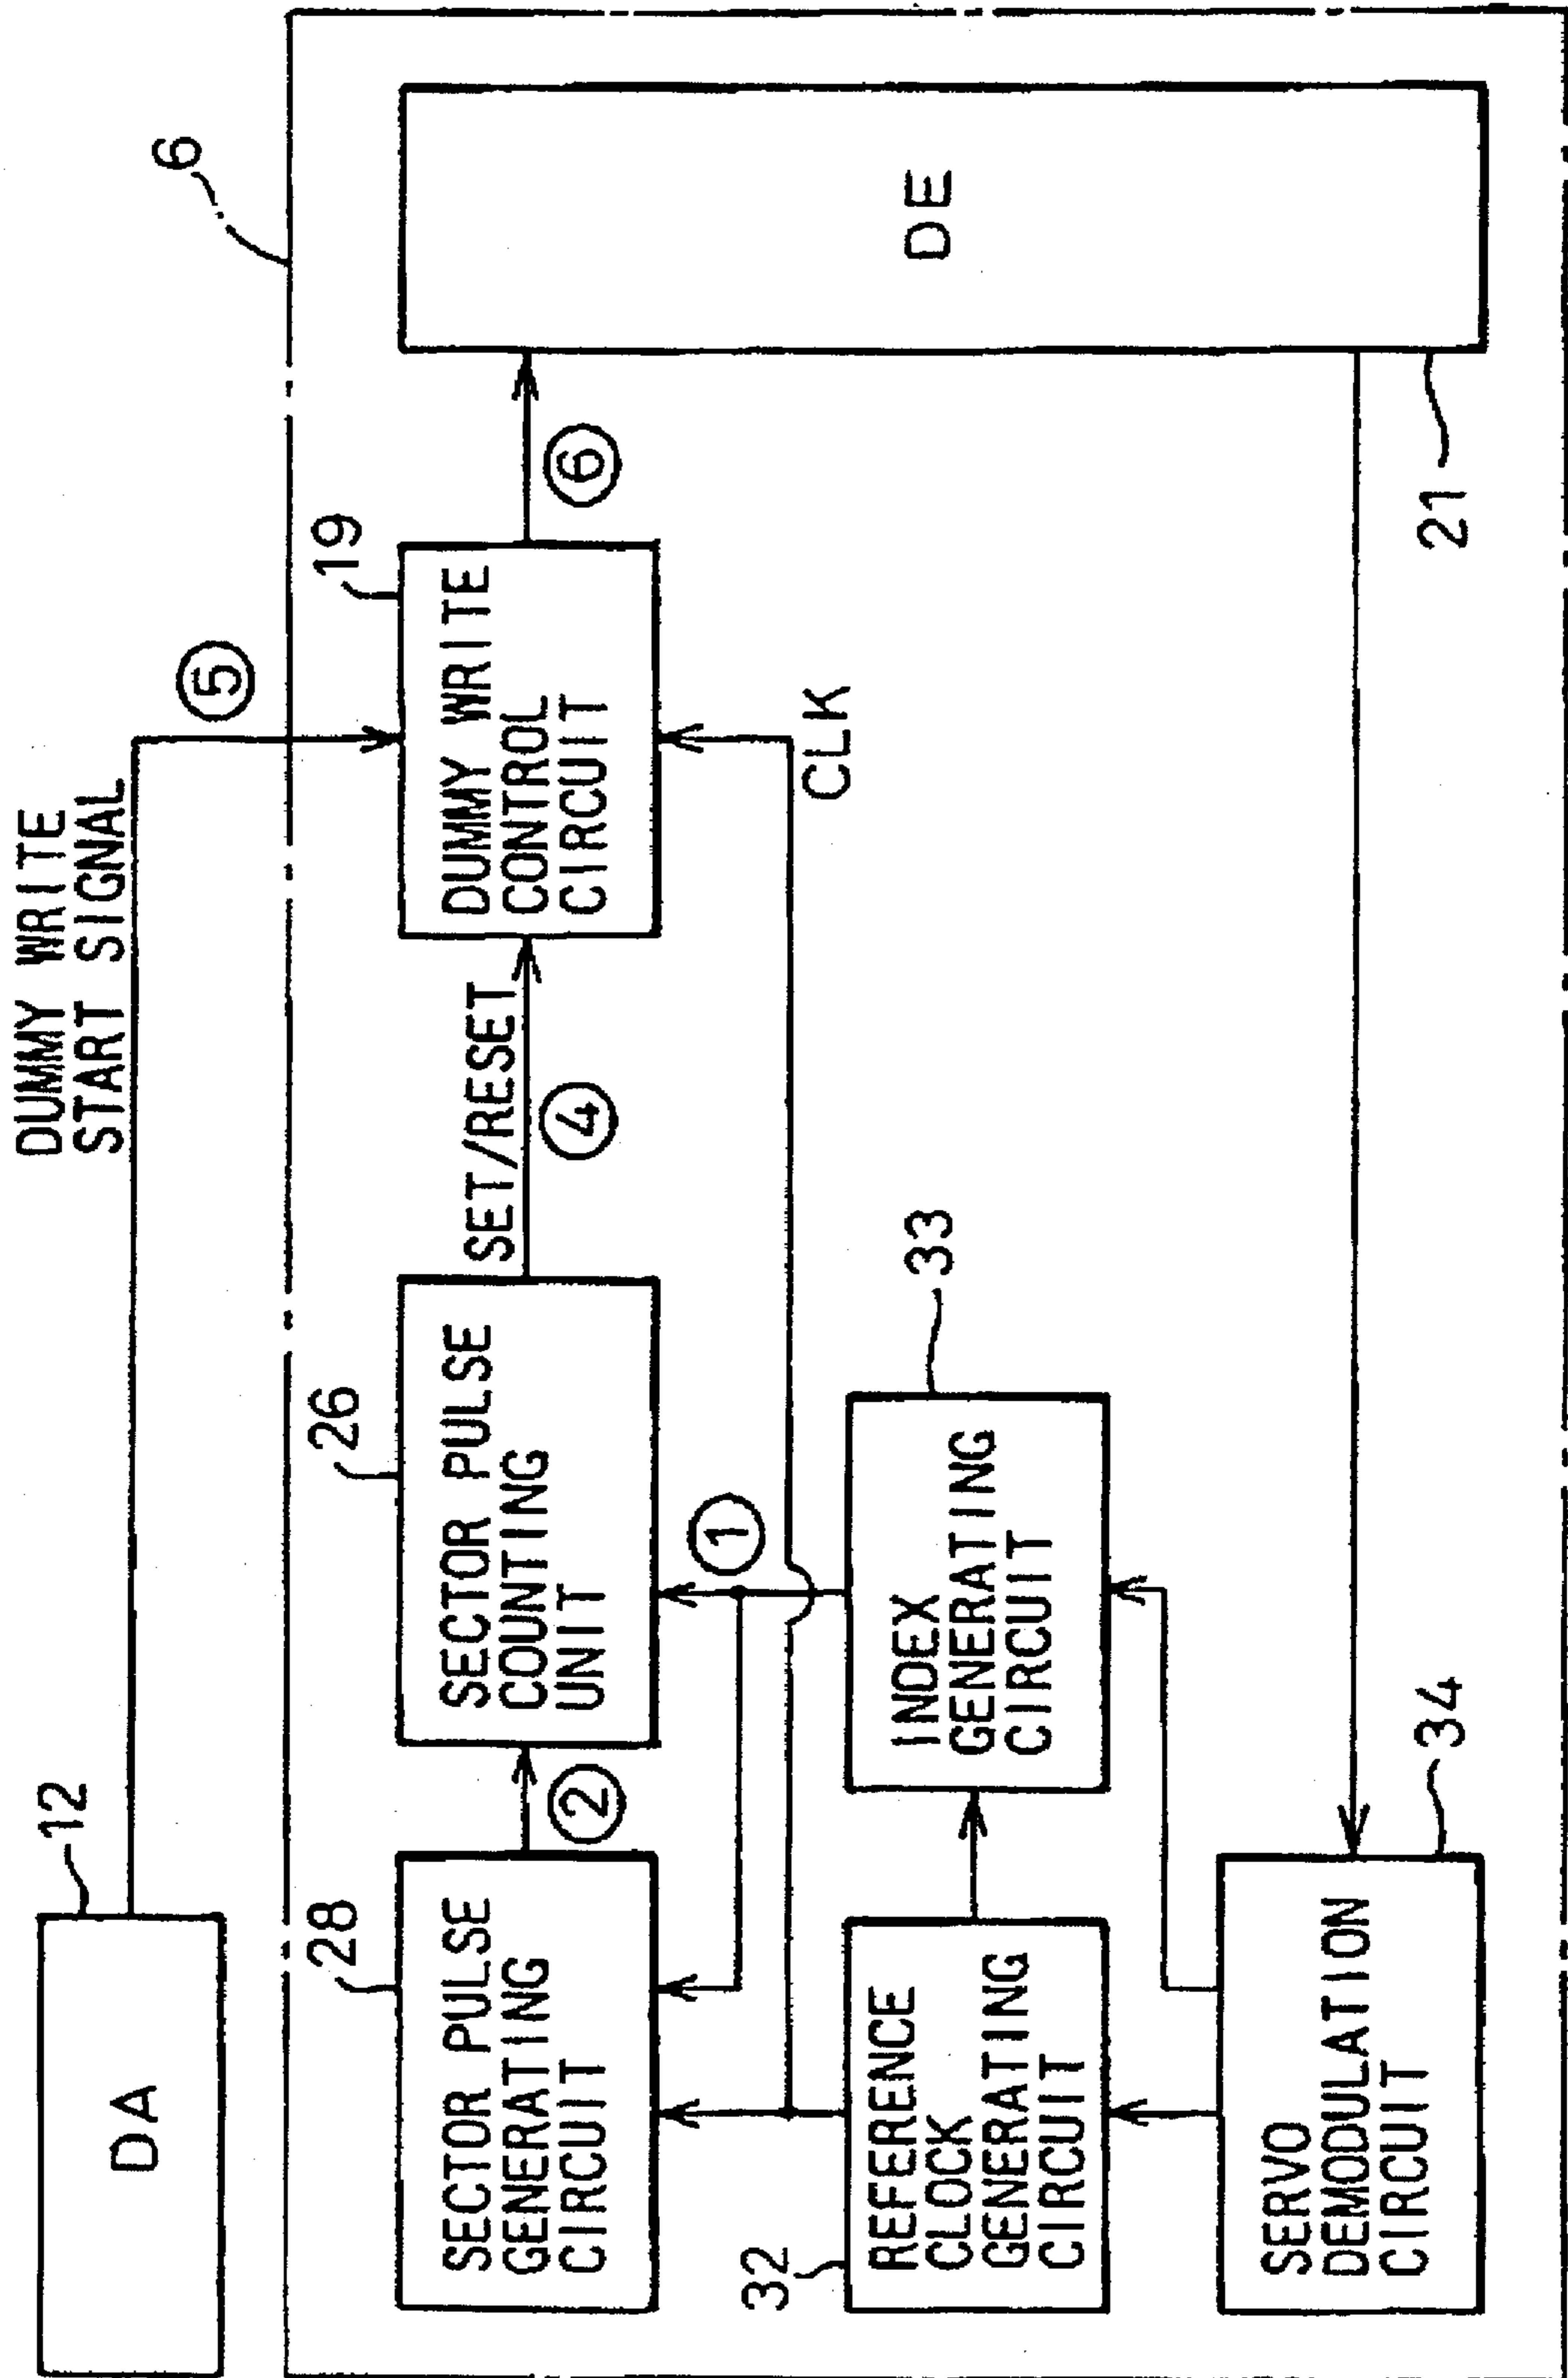 DA
12
DUMMY WRITE
START SIGNAL
⑤
6
28
SECTOR PULSE
GENERATING
CIRCUIT
②
26
SECTOR PULSE
COUNTING
UNIT
SET/RESET
④
19
DUMMY WRITE
CONTROL
CIRCUIT
⑥
DE
21
①
CLK
32
REFERENCE
CLOCK
GENERATING
CIRCUIT
33
INDEX
GENERATING
CIRCUIT
34
SERVO
DEMODULATION
CIRCUIT